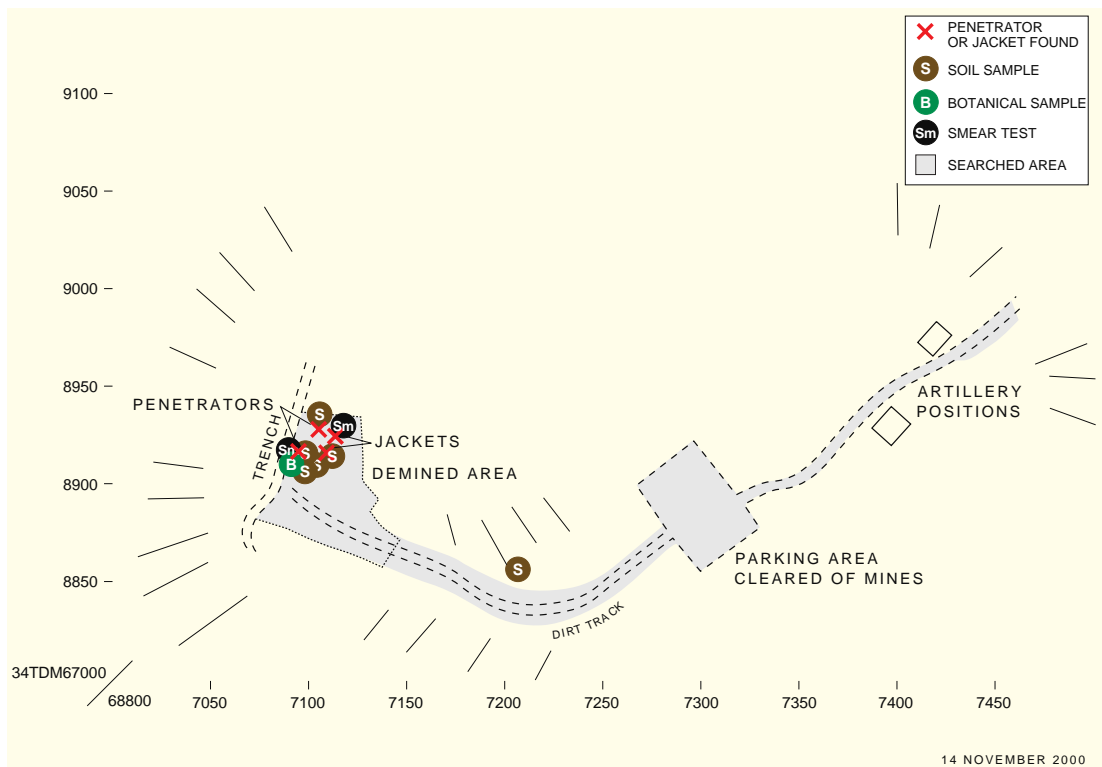 PENETRATOR
OR JACKET FOUND
S SOIL SAMPLE
B BOTANICAL SAMPLE
Sm SMEAR TEST
SEARCHED AREA
9100
9050
9000
8950
8900
8850
34TDM67000
68800
7050
7100
7150
7200
7250
7300
7350
7400
7450
PENETRATORS
TRENCH
S
Sm
JACKETS
Sm
S
B
S
S
S
DEMINED AREA
S
DIRT TRACK
PARKING AREA
CLEARED OF MINES
ARTILLERY
POSITIONS
14 NOVEMBER 2000